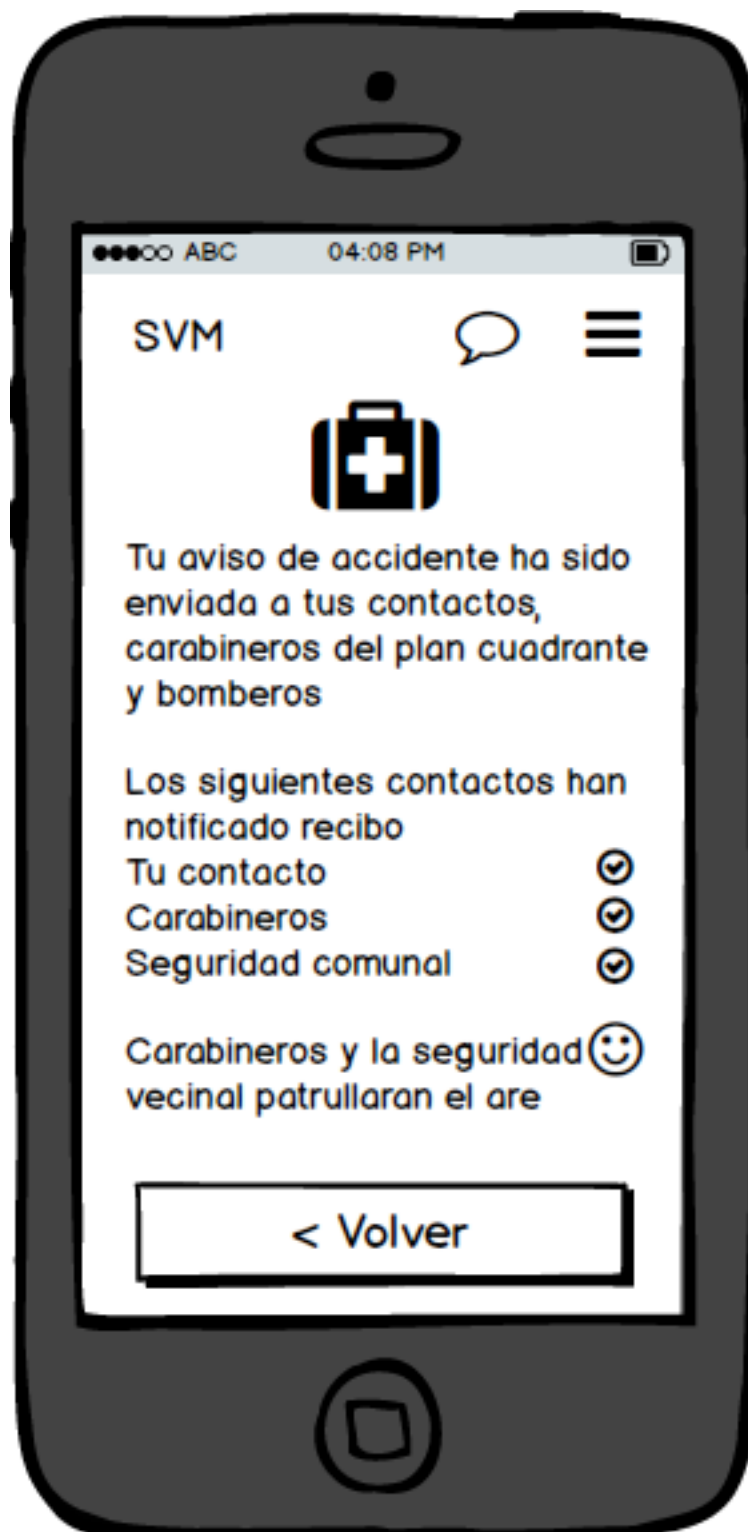 ABC 04:08 PM
SVM
Tu aviso de accidente ha sido
enviada a tus contactos,
carabineros del plan cuadrante
y bomberos
Los siguientes contactos han
notificado recibo
Tu contacto
Carabineros
Seguridad comunal
Carabineros y la seguridad
vecinal patrullaran el are
< Volver